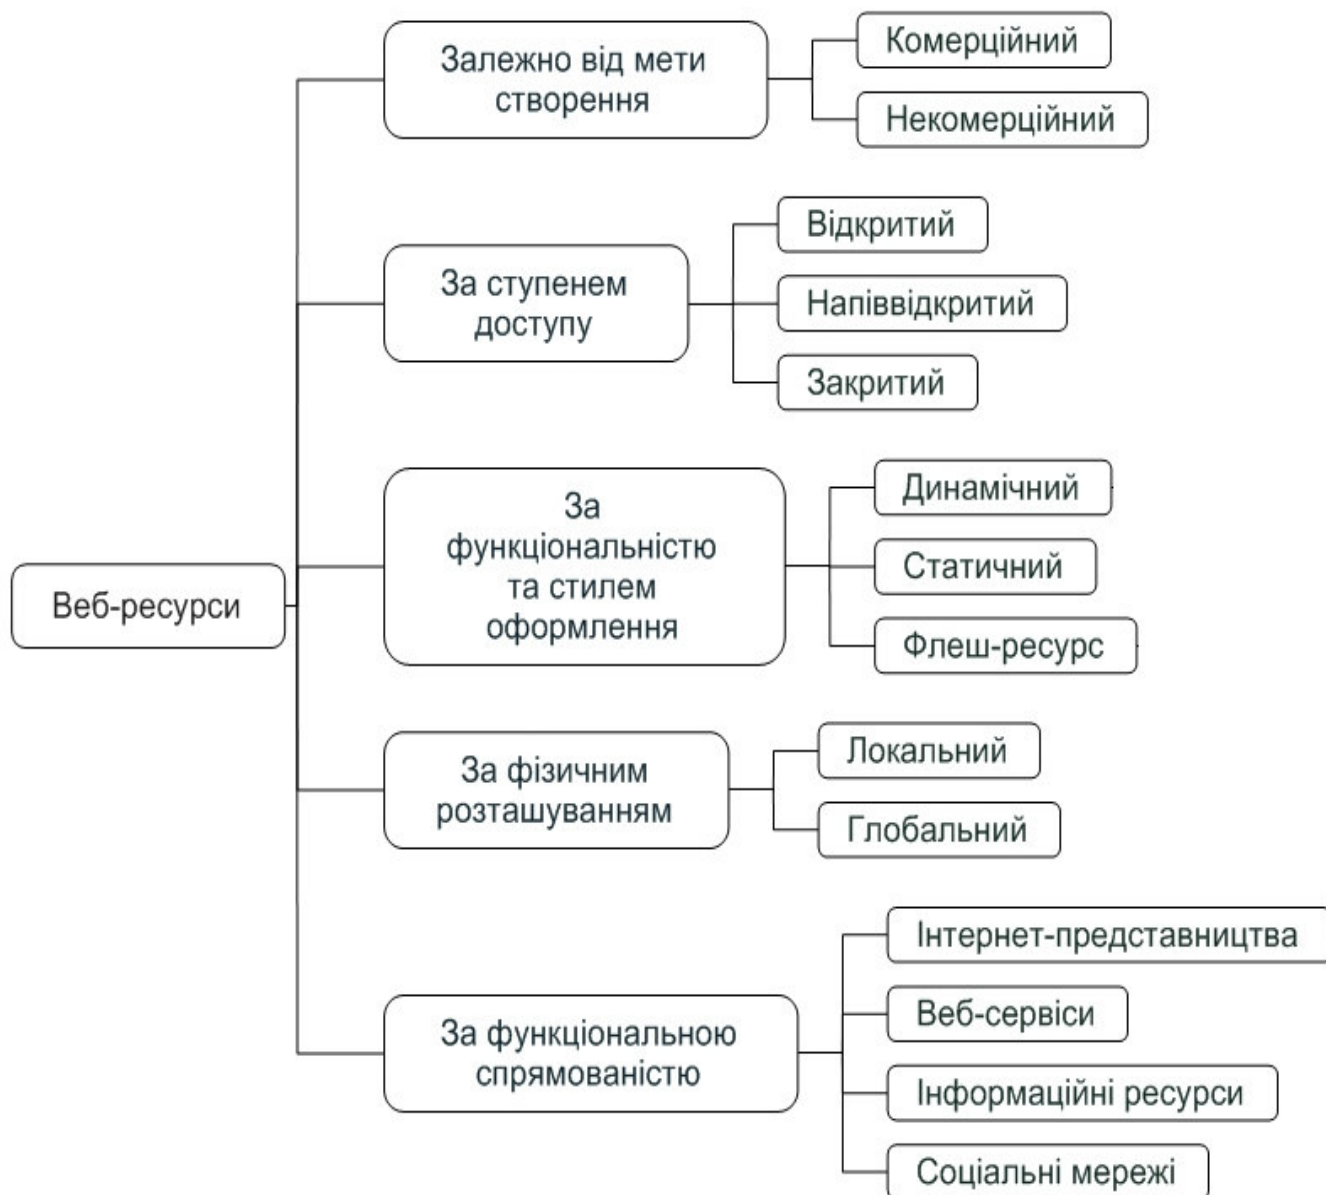 Веб-ресурси
Залежно від мети
створення
Комерційний
Некомерційний
За ступенем
доступу
Відкритий
Напіввідкритий
Закритий
За
функціональністю
та стилем
оформлення
Динамічний
Статичний
Флеш-ресурс
За фізичним
розташуванням
Локальний
Глобальний
За функціональною
спрямованістю
Інтернет-представництва
Веб-сервіси
Інформаційні ресурси
Соціальні мережі